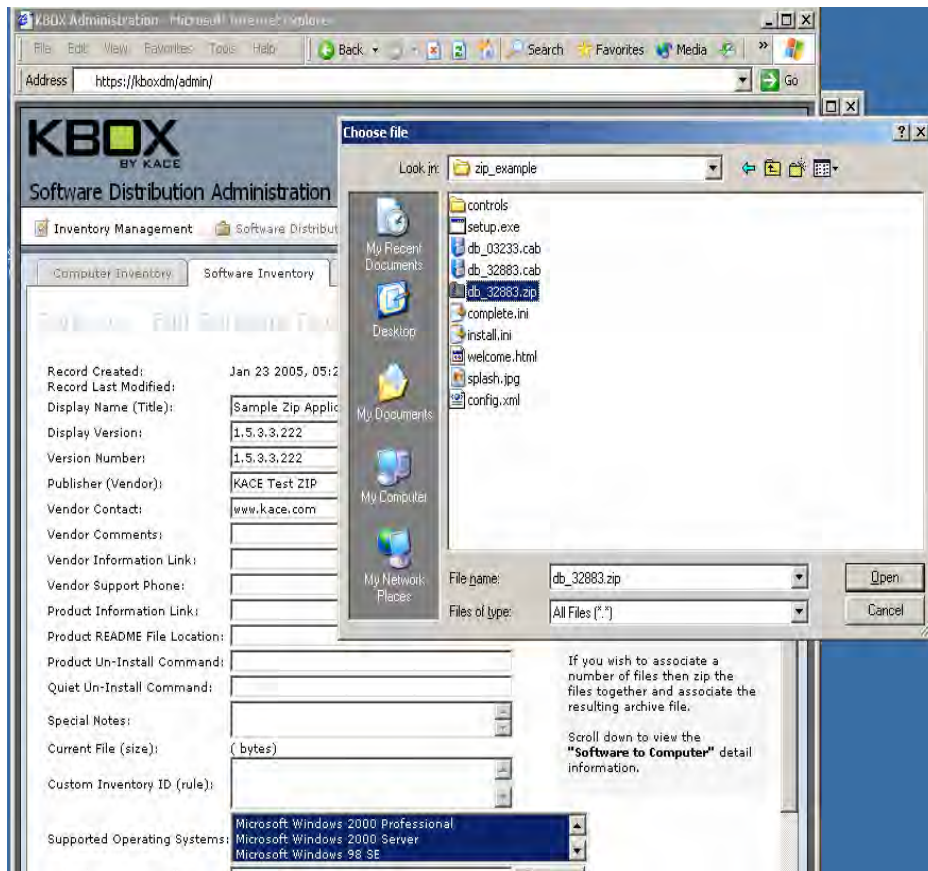 KBOX Administration - Microsoft Internet Explorer
File Edit View Favorites Tools Help
Back Search Favorites Media »
Address https://kboxdm/admin/ Go
KBOX
BY KACE
Software Distribution Administration
Inventory Management Software Distribut
Computer Inventory Software Inventory
Record Created: Jan 23 2005, 05:2
Record Last Modified:
Display Name (Title): Sample Zip Applic
Display Version: 1.5.3.3.222
Version Number: 1.5.3.3.222
Publisher (Vendor): KACE Test ZIP
Vendor Contact: www.kace.com
Vendor Comments:
Vendor Information Link:
Vendor Support Phone:
Product Information Link:
Product README File Location:
Product Un-Install Command:
Quiet Un-Install Command:
Special Notes:
Current File (size): ( bytes)
Custom Inventory ID (rule):
Supported Operating Systems:
Microsoft Windows 2000 Professional
Microsoft Windows 2000 Server
Microsoft Windows 98 SE
If you wish to associate a
number of files then zip the
files together and associate the
resulting archive file.
Scroll down to view the
"Software to Computer" detail
information.
Choose file
Look in: zip_example
My Recent
Documents
Desktop
My Documents
My Computer
My Network
Places
controls
setup.exe
db_03233.cab
db_32883.cab
db_32883.zip
complete.ini
install.ini
welcome.html
splash.jpg
config.xml
File name: db_32883.zip Open
Files of type: All Files (*.*) Cancel